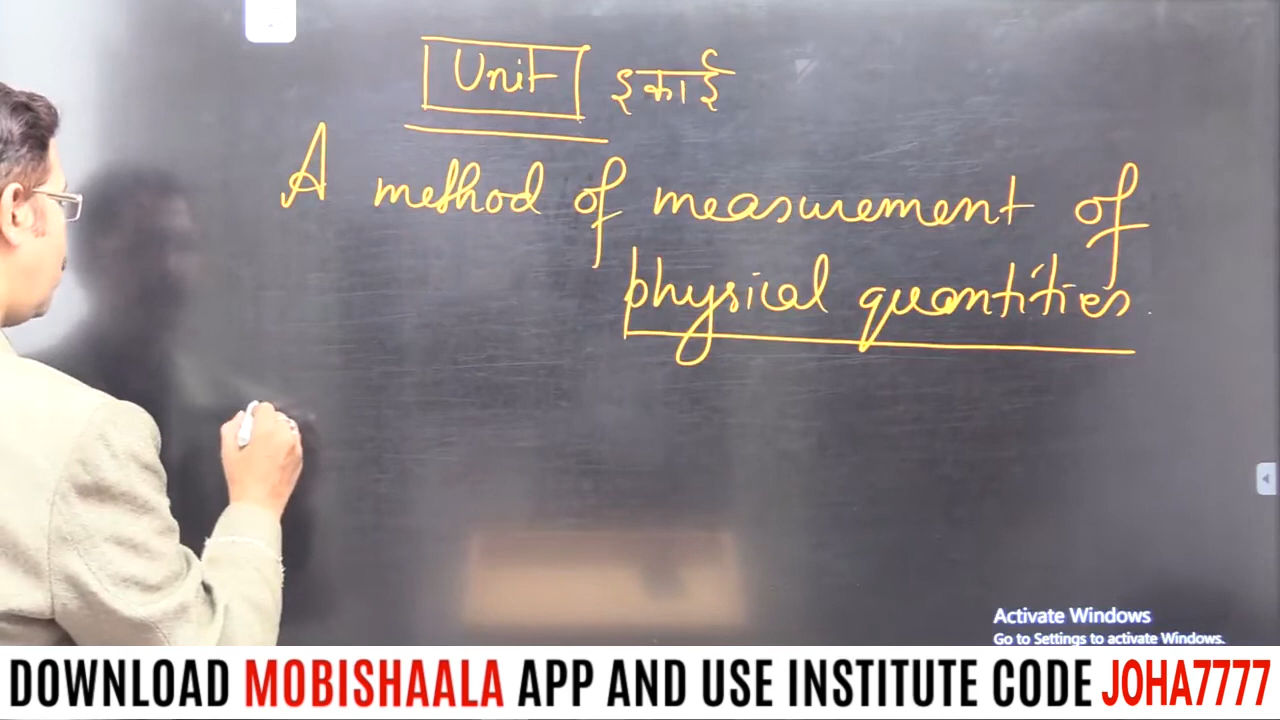 Unit इकाई
A method of measurement of
physical quantities.
Activate Windows
Go to Settings to activate Windows.
DOWNLOAD MOBISHAALA APP AND USE INSTITUTE CODE JOHA7777